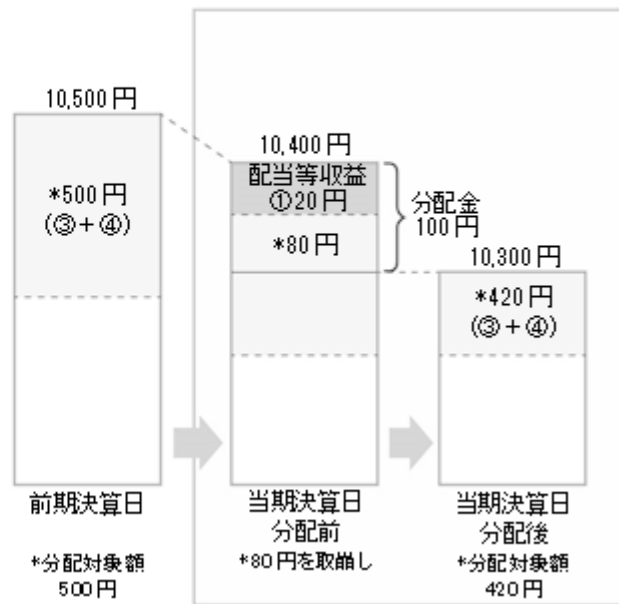 10,500円
*500円
(③+④)
前期決算日
*分配対象額
500円
10,400円
配当等収益
①20円
*80円
分配金
100円
当期決算日
分配前
*80円を取崩し
10,300円
*420円
(③+④)
当期決算日
分配後
*分配対象額
420円